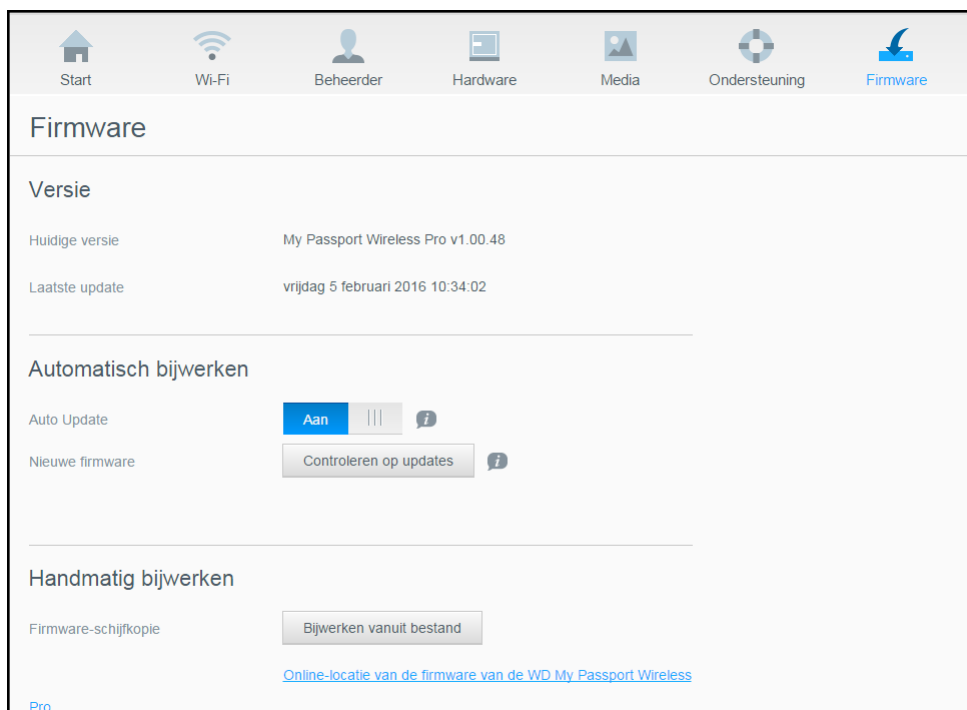 Start
Wi-Fi
Beheerder
Hardware
Media
Ondersteuning
Firmware
Firmware
Versie
Huidige versie
My Passport Wireless Pro v1.00.48
Laatste update
vrijdag 5 februari 2016 10:34:02
Automatisch bijwerken
Auto Update
Aan
Nieuwe firmware
Controleren op updates
Handmatig bijwerken
Firmware-schijfkopie
Bijwerken vanuit bestand
Online-locatie van de firmware van de WD My Passport Wireless
Pro